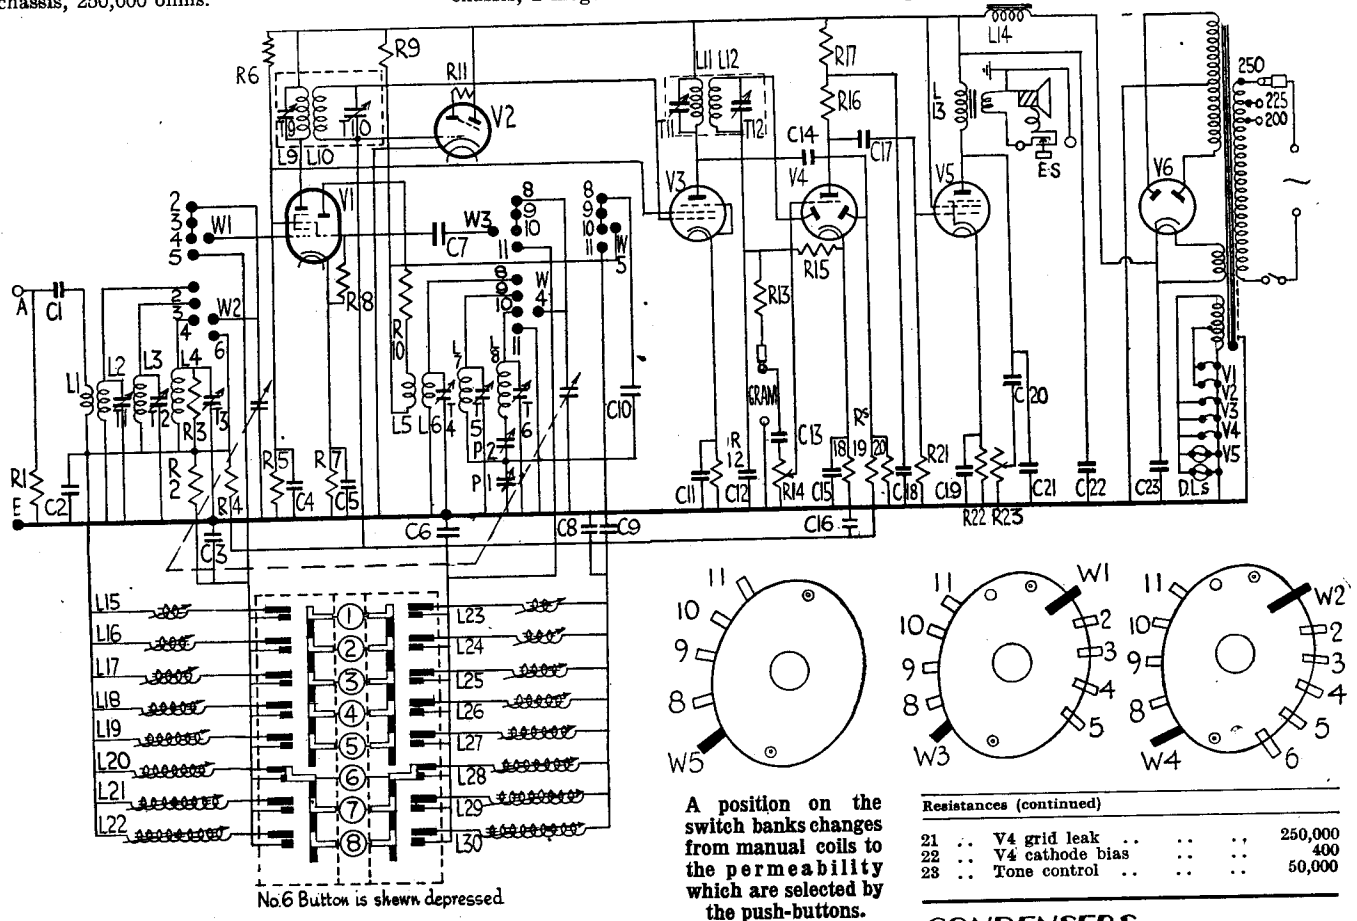 chassis, 250,000 ohms.
R6
R9
R11
V2
T9
T10
L9 L10
V1
L11 L12
T11
T12
R17
R16
C14
C17
V3
V4
V5
V6
L14
L13
E·S
250
225
200
2
3
4
5
W1
C7
W3
8
9
10
11
8
9
10
11
W5
R8
R15
R13
A
C1
2
3
4
W2
6
8
9
10
11
W4
R10
L1
L2
L3
L4
T1
T2
R3
T3
L5
L6
T4
L7
T5
L8
T6
P2
P1
C10
GRAM
C13
R12
Rs
18
19
20
R21
C20
V1
V2
V3
V4
V5
D.L.s
R1
E
C2
R2
R4
R5
C4
R7
C5
C11
C12
R14
C15
C18
C19
C21
C22
C23
R22 R23
C3
C6
C8
C9
C16
L15
L16
L17
L18
L19
L20
L21
L22
1
2
3
4
5
6
7
8
L23
L24
L25
L26
L27
L28
L29
L30
No.6 Button is shewn depressed
11
10
9
8
W5
11
10
9
8
W3
W1
2
3
4
5
11
10
9
8
W4
W2
2
3
4
5
6
A position on the
switch banks changes
from manual coils to
the permeability
which are selected by
the push-buttons.
Resistances (continued)
21 .. V4 grid leak .. .. .. 250,000
22 .. V4 cathode bias .. .. 400
23 .. Tone control .. .. .. 50,000
CONDENSERS